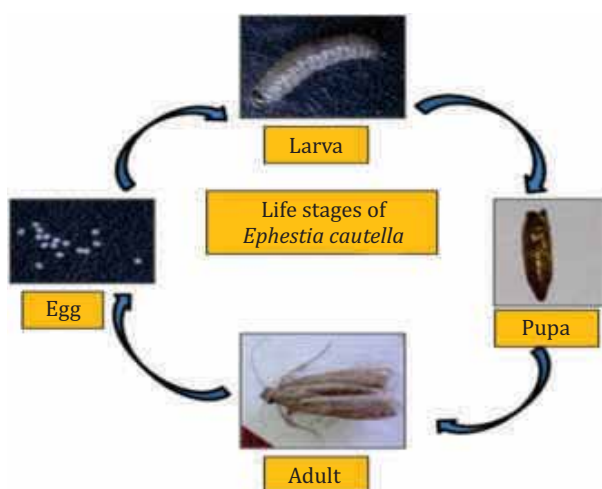 Larva
Life stages of
Ephestia cautella
Egg
Pupa
Adult